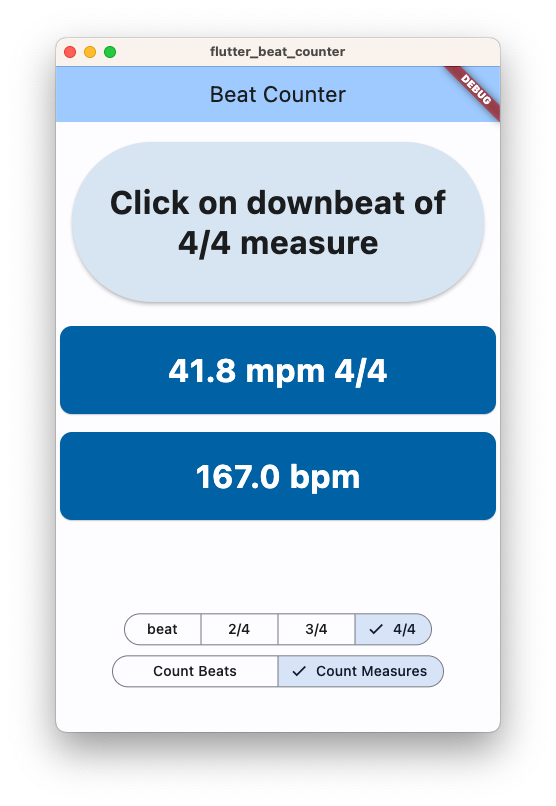 flutter_beat_counter
Beat Counter
DEBUG
Click on downbeat of
4/4 measure
41.8 mpm 4/4
167.0 bpm
beat 2/4 3/4 4/4
Count Beats Count Measures